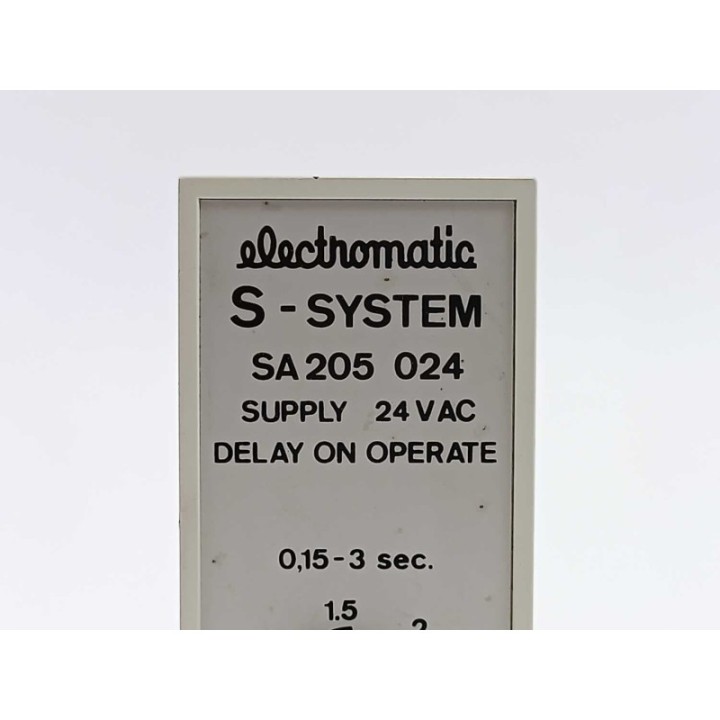 electromatic
S - SYSTEM
SA 205 024
SUPPLY 24 VAC
DELAY ON OPERATE
0,15 - 3 sec.
1.5
2